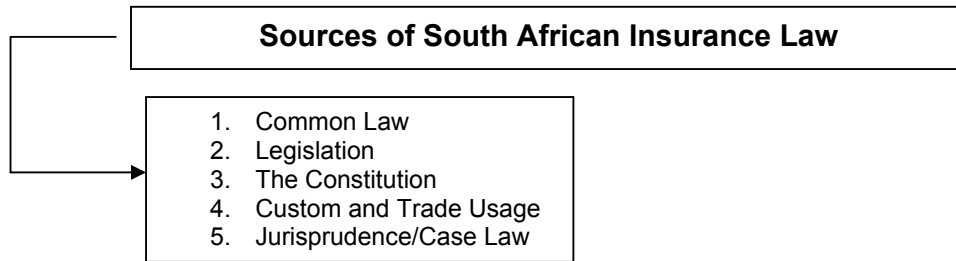 Sources of South African Insurance Law
1. Common Law
2. Legislation
3. The Constitution
4. Custom and Trade Usage
5. Jurisprudence/Case Law